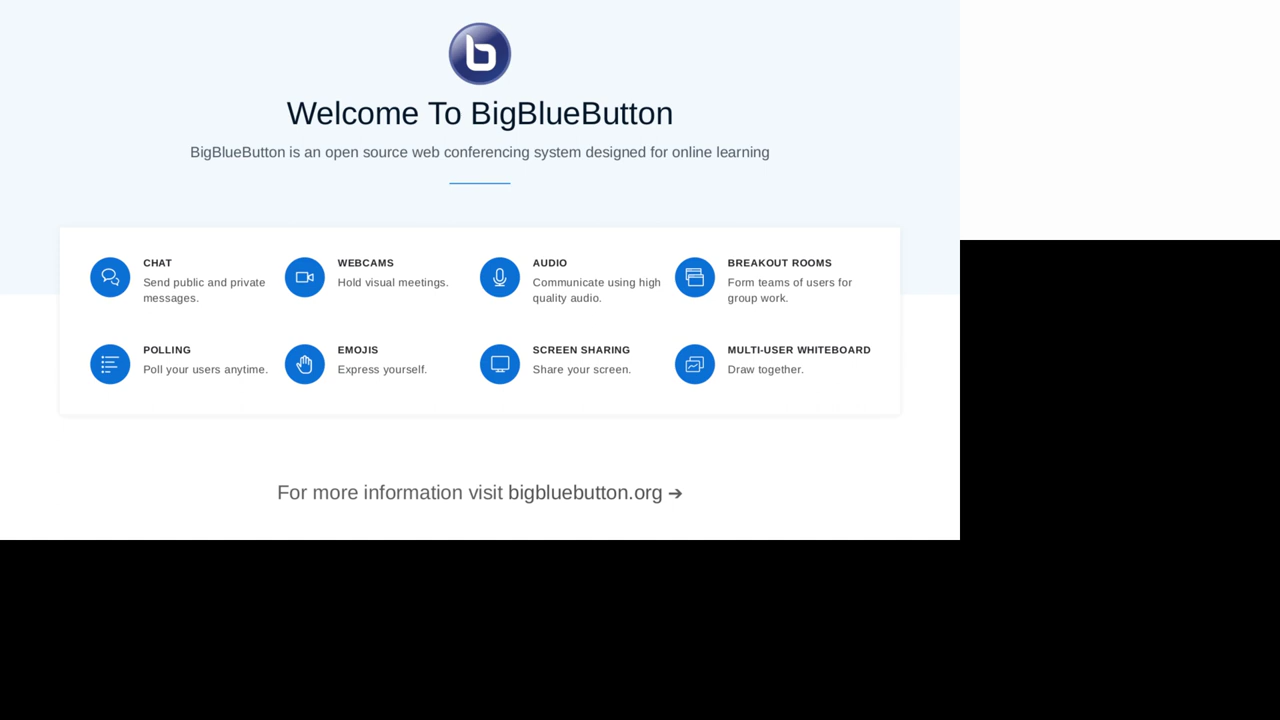 Welcome To BigBlueButton
BigBlueButton is an open source web conferencing system designed for online learning
CHAT
Send public and private
messages.
WEBCAMS
Hold visual meetings.
AUDIO
Communicate using high
quality audio.
BREAKOUT ROOMS
Form teams of users for
group work.
POLLING
Poll your users anytime.
EMOJIS
Express yourself.
SCREEN SHARING
Share your screen.
MULTI-USER WHITEBOARD
Draw together.
For more information visit bigbluebutton.org ➔